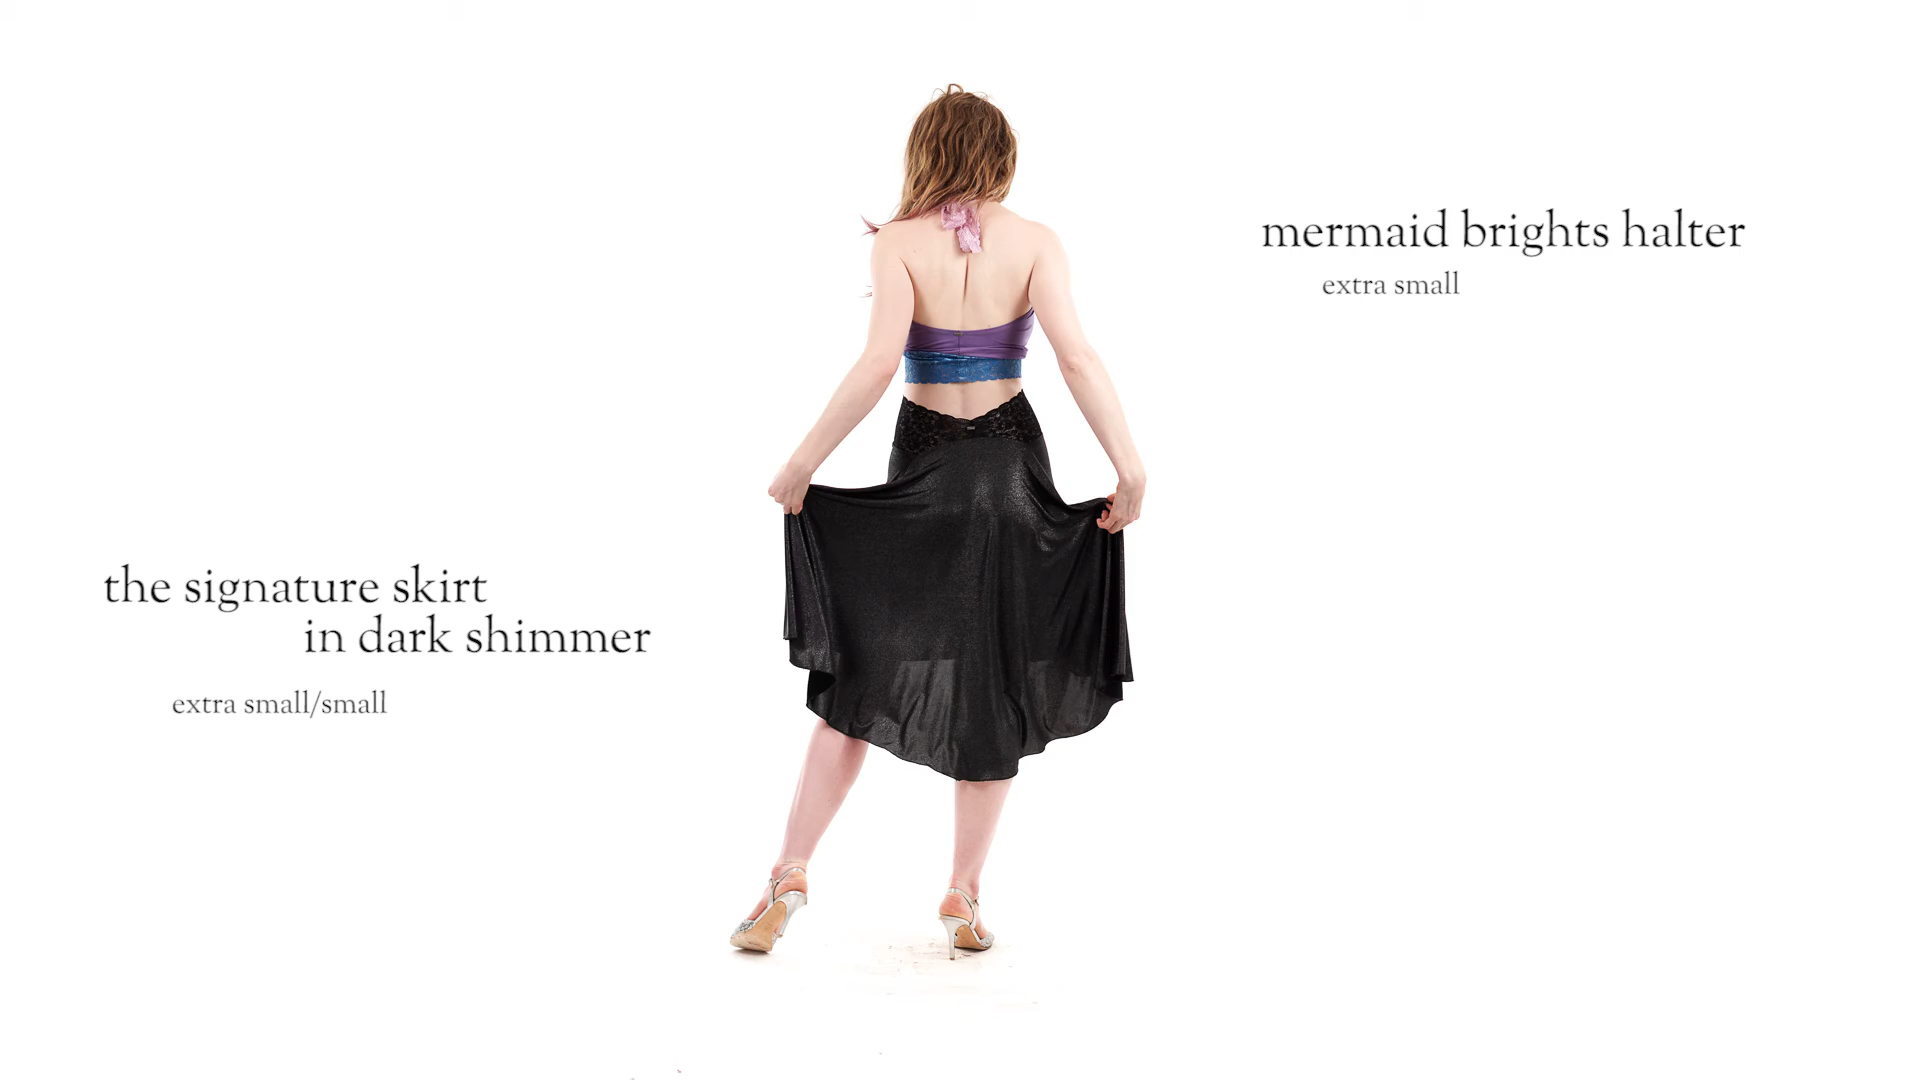 mermaid brights halter
extra small
the signature skirt
in dark shimmer
extra small/small